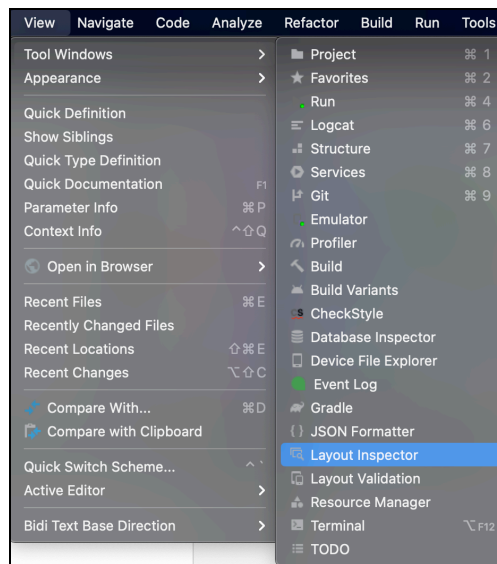 View Navigate Code Analyze Refactor Build Run Tools
Tool Windows
Appearance
Quick Definition
Show Siblings
Quick Type Definition
Quick Documentation F1
Parameter Info ⌘ P
Context Info ^⇧Q
Open in Browser
Recent Files ⌘ E
Recently Changed Files
Recent Locations ⇧⌘ E
Recent Changes ⌥⇧ C
Compare With... ⌘D
Compare with Clipboard
Quick Switch Scheme... ^ `
Active Editor
Bidi Text Base Direction
Project ⌘ 1
Favorites ⌘ 2
Run ⌘ 4
Logcat ⌘ 6
Structure ⌘ 7
Services ⌘ 8
Git ⌘ 9
Emulator
Profiler
Build
Build Variants
CS CheckStyle
Database Inspector
Device File Explorer
Event Log
Gradle
{} JSON Formatter
Layout Inspector
Layout Validation
Resource Manager
Terminal ⌥ F12
TODO